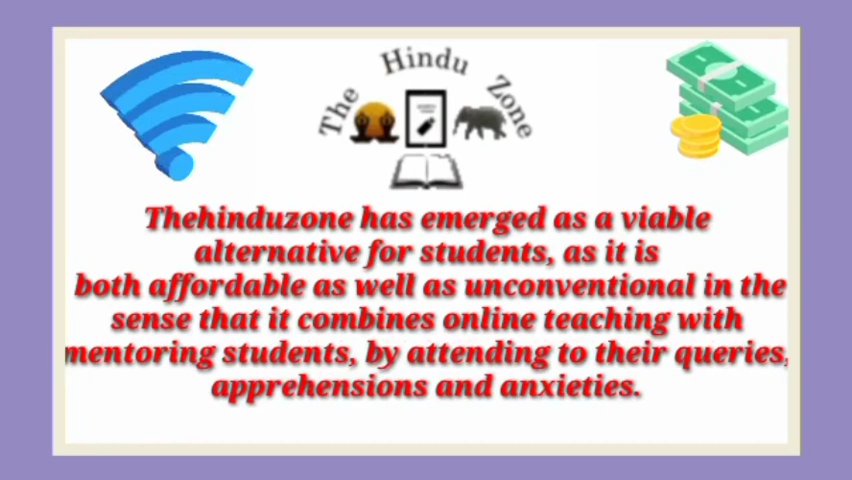 The Hindu Zone
Thehinduzone has emerged as a viable
alternative for students, as it is
both affordable as well as unconventional in the
sense that it combines online teaching with
mentoring students, by attending to their queries,
apprehensions and anxieties.